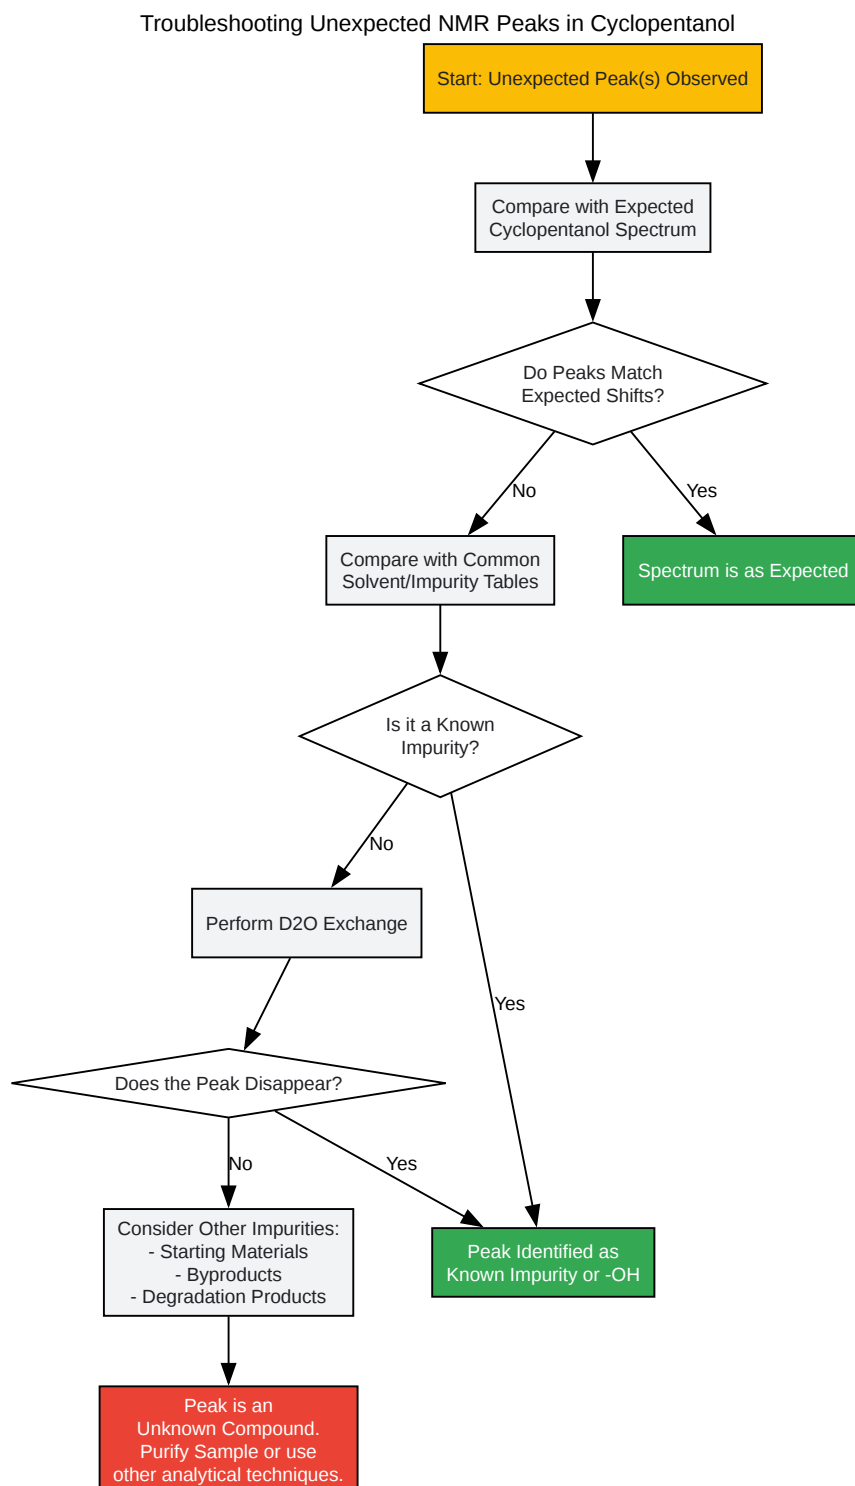 Troubleshooting Unexpected NMR Peaks in Cyclopentanol
Start: Unexpected Peak(s) Observed
Compare with Expected
Cyclopentanol Spectrum
Do Peaks Match
Expected Shifts?
No
Yes
Compare with Common
Solvent/Impurity Tables
Spectrum is as Expected
Is it a Known
Impurity?
No
Yes
Perform D2O Exchange
Does the Peak Disappear?
No
Yes
Consider Other Impurities:
- Starting Materials
- Byproducts
- Degradation Products
Peak Identified as
Known Impurity or -OH
Peak is an
Unknown Compound.
Purify Sample or use
other analytical techniques.